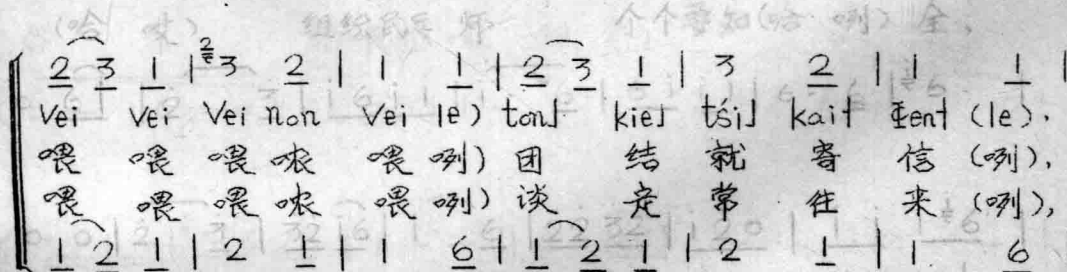 2 3 1 | 2 3 2 | 1 1 | 2 3 1 | 3 2 | 1 1 |
Vei vei vei non vei le) ton˩ kie˧ tśi˩ kai˧ ɕen˧ (le).
喂 喂 喂 哝 喂 咧) 团 结 就 寄 信 (咧),
喂 喂 喂 哝 喂 咧) 谈 常 往 来 (咧),
1 2 1 | 2 1 | 1 6 | 1 2 1 | 2 1 | 1 6